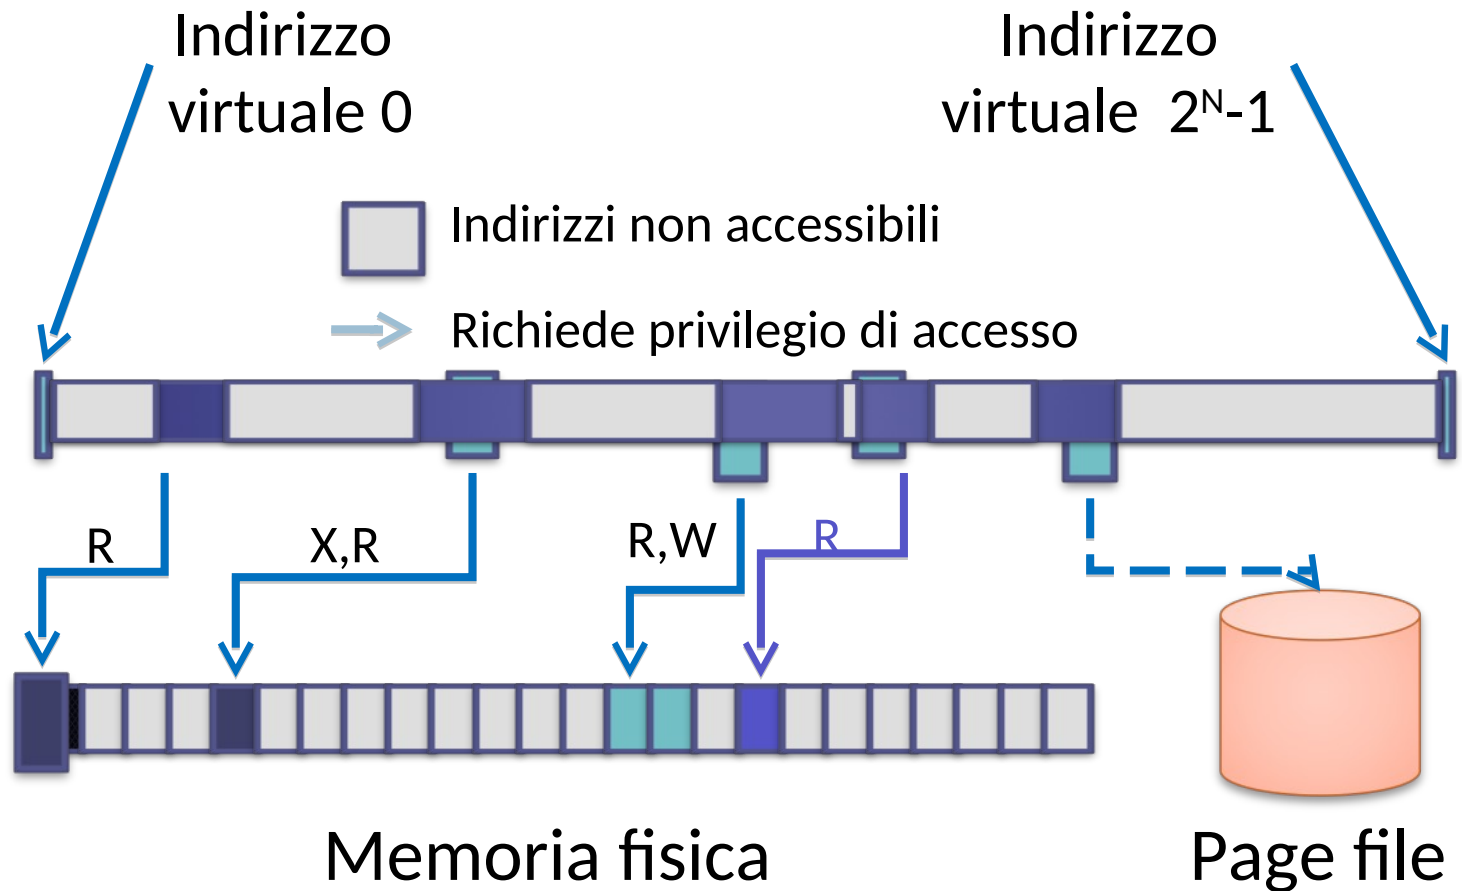 Indirizzo
virtuale 0
Indirizzo
virtuale 2ᴺ-1
Indirizzi non accessibili
Richiede privilegio di accesso
R
X,R
R,W
R
Memoria fisica
Page file